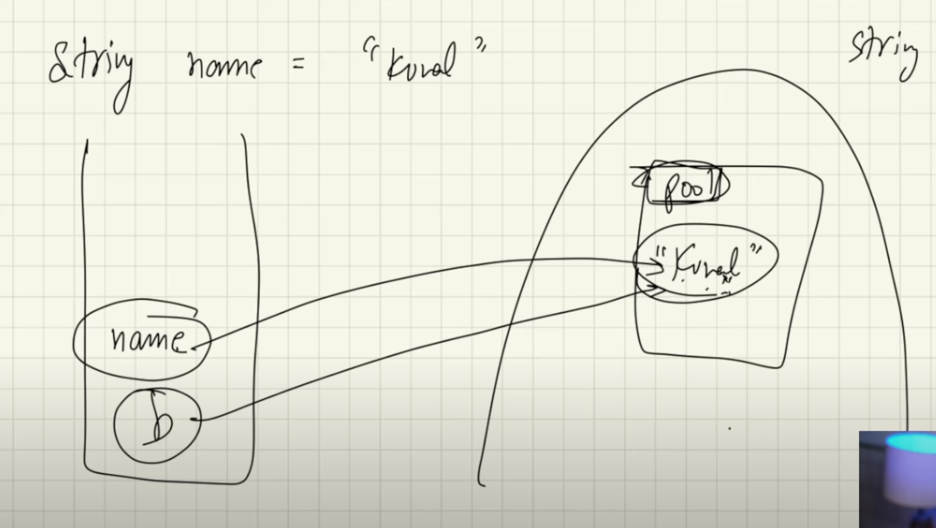 String name = "Kunal"
string
pool
"Kunal"
name
b